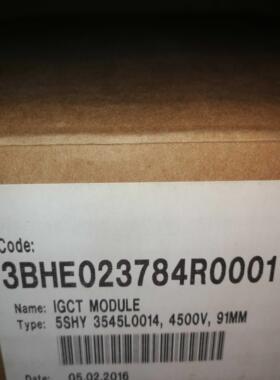 Code:
3BHE023784R0001
Name: IGCT MODULE
Type: 5SHY 3545L0014, 4500V, 91MM
Date: 05.02.2016